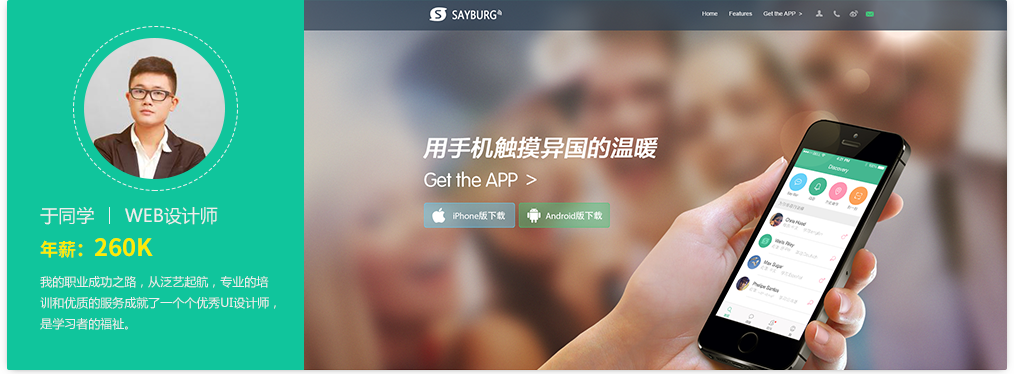 于同学 | WEB设计师
年薪：260K
我的职业成功之路，从泛艺起航，专业的培
训和优质的服务成就了一个个优秀UI设计师，
是学习者的福祉。
SAYBURG
Home Features Get the APP >
用手机触摸异国的温暖
Get the APP >
iPhone版下载 Android版下载
Discovery
Chris Hood
Wells Riley
Max Sugar
Phelipe Santos